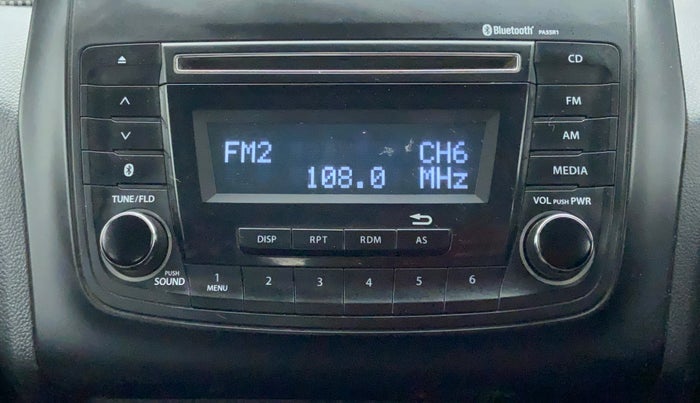 Bluetooth PASSR1
CD
FM
AM
MEDIA
FM2 CH6
108.0 MHz
TUNE/FLD
VOL PUSH PWR
DISP RPT RDM AS
PUSH
SOUND
1 2 3 4 5 6
MENU